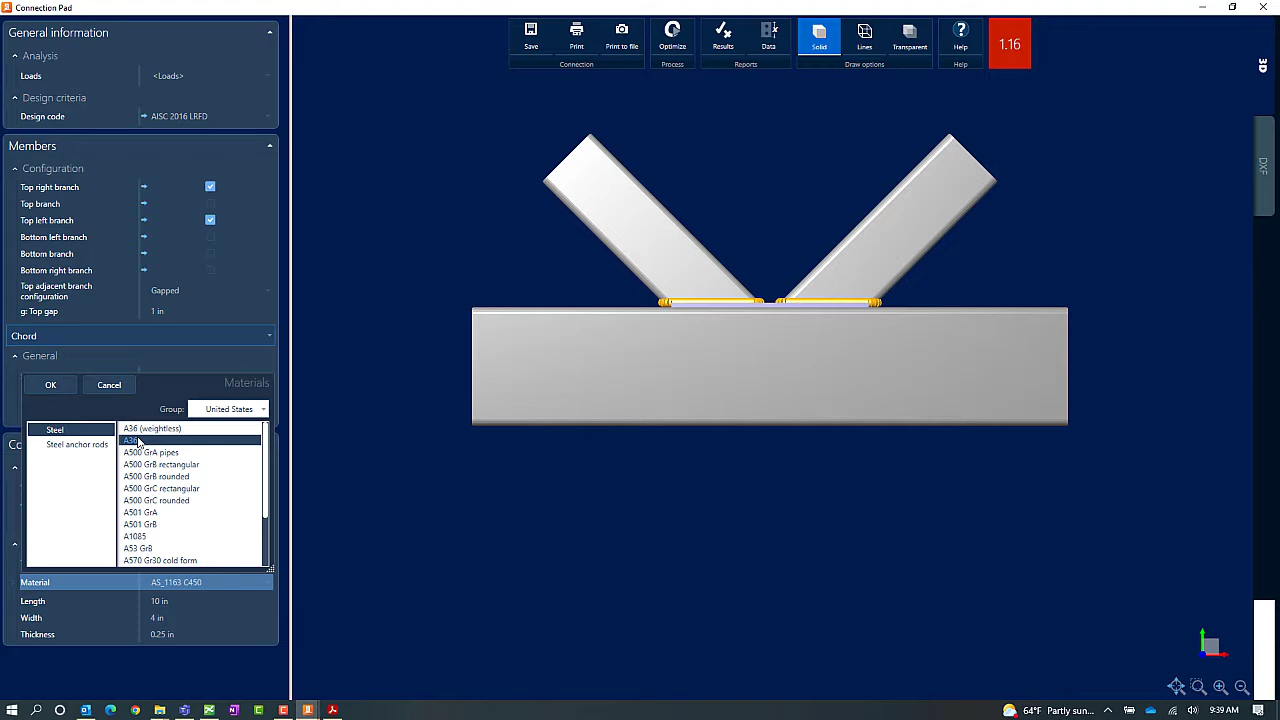 Connection Pad
General information
Analysis
Loads <Loads>
Design criteria
Design code AISC 2016 LRFD
Members
Configuration
Top right branch
Top branch
Top left branch
Bottom left branch
Bottom branch
Bottom right branch
Top adjacent branch configuration Gapped
g: Top gap 1 in
Chord
General
OK Cancel Materials
Group: United States
Steel
Steel anchor rods
A36 (weightless)
A36
A500 GrA pipes
A500 GrB rectangular
A500 GrB rounded
A500 GrC rectangular
A500 GrC rounded
A501 GrA
A501 GrB
A1085
A53 GrB
A570 Gr30 cold form
Material AS_1163 C450
Length 10 in
Width 4 in
Thickness 0.25 in
Save Print Print to file Optimize Results Data Solid Lines Transparent Help 1.16
Connection Process Reports Draw options Help
3D
DXF
64°F Partly sun... 9:39 AM